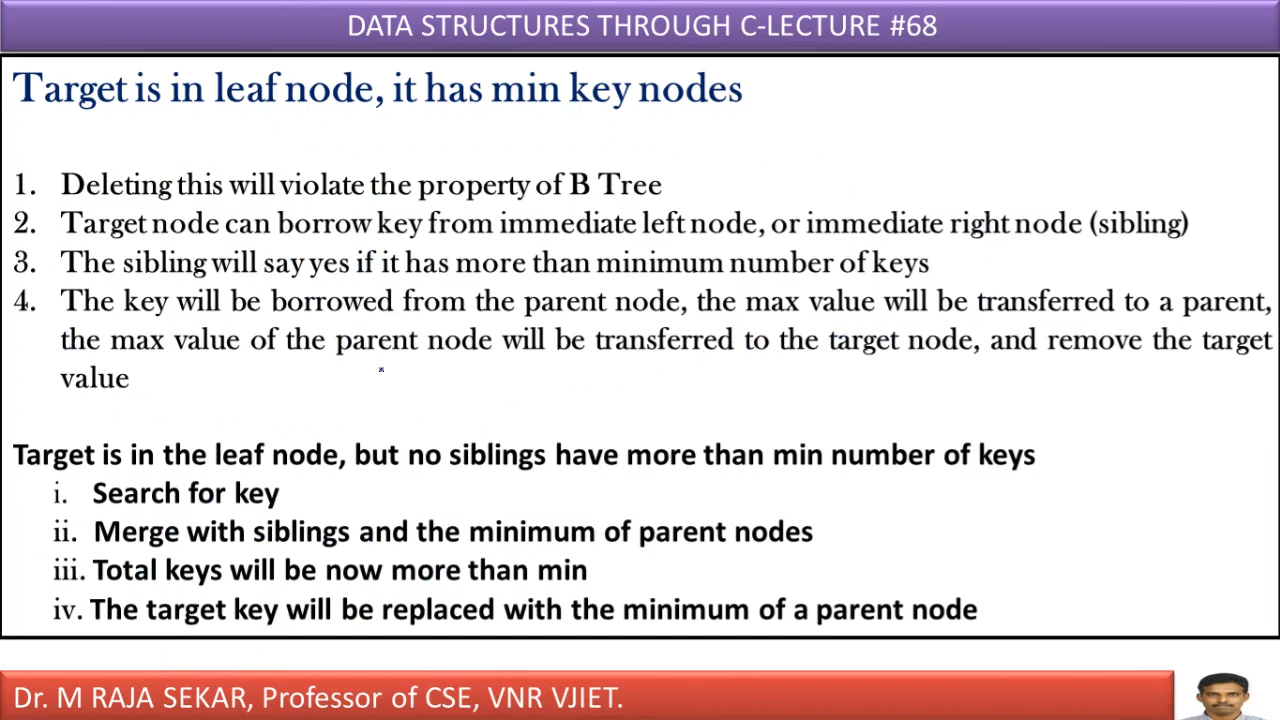 DATA STRUCTURES THROUGH C-LECTURE #68
Target is in leaf node, it has min key nodes
1. Deleting this will violate the property of B Tree
2. Target node can borrow key from immediate left node, or immediate right node (sibling)
3. The sibling will say yes if it has more than minimum number of keys
4. The key will be borrowed from the parent node, the max value will be transferred to a parent,
the max value of the parent node will be transferred to the target node, and remove the target
value
Target is in the leaf node, but no siblings have more than min number of keys
i. Search for key
ii. Merge with siblings and the minimum of parent nodes
iii. Total keys will be now more than min
iv. The target key will be replaced with the minimum of a parent node
Dr. M RAJA SEKAR, Professor of CSE, VNR VJIET.